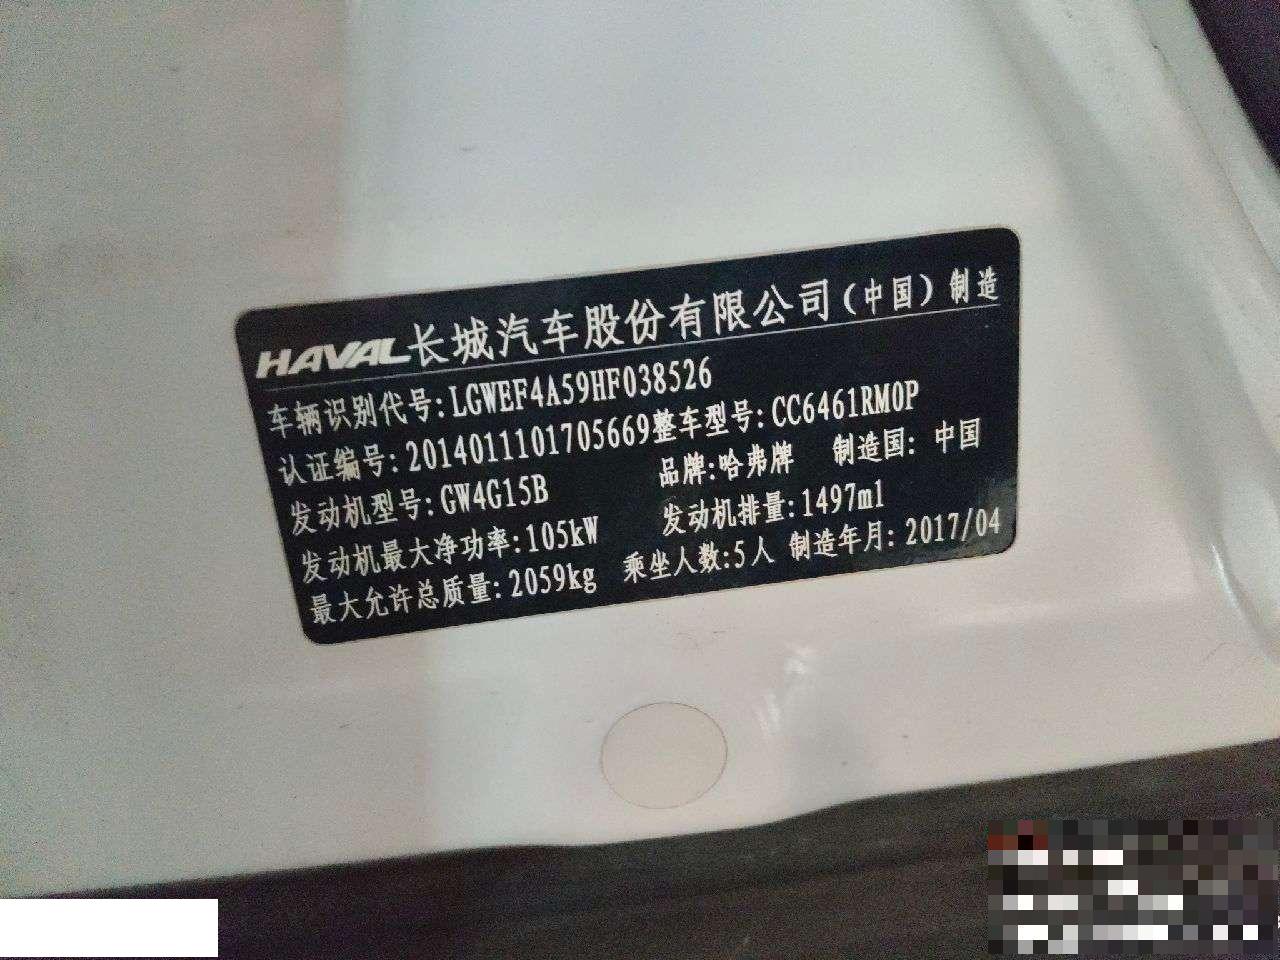 HAVAL长城汽车股份有限公司(中国)制造
车辆识别代号:LGWEF4A59HF038526
认证编号:2014011101705669整车型号:CC6461RM0P
发动机型号:GW4G15B 品牌:哈弗牌 制造国:中国
发动机最大净功率:105kW 发动机排量:1497ml
最大允许总质量:2059kg 乘坐人数:5人 制造年月:2017/04